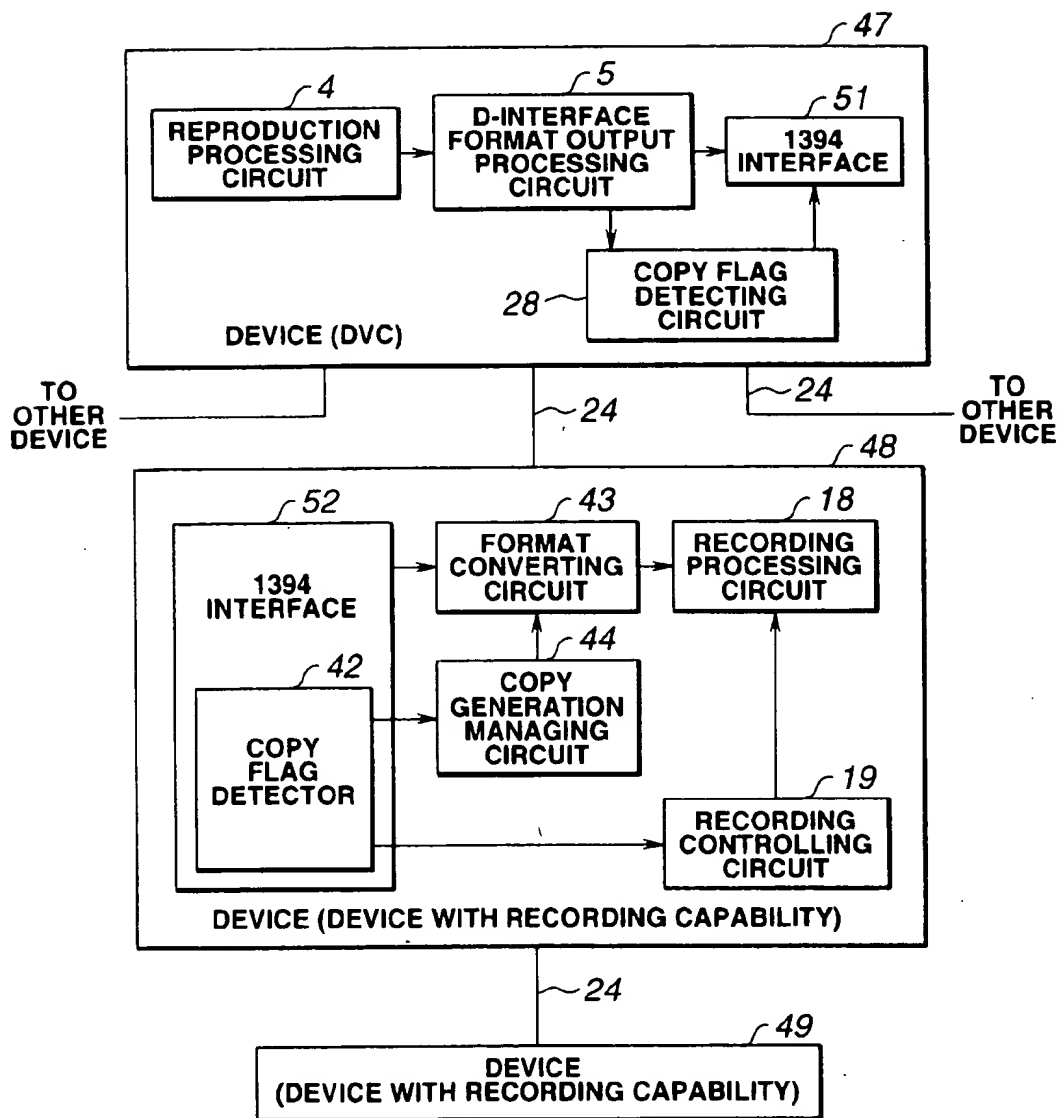 47
4
REPRODUCTION
PROCESSING
CIRCUIT
5
D-INTERFACE
FORMAT OUTPUT
PROCESSING
CIRCUIT
51
1394
INTERFACE
28
COPY FLAG
DETECTING
CIRCUIT
DEVICE (DVC)
TO
OTHER
DEVICE
24
24
TO
OTHER
DEVICE
48
52
1394
INTERFACE
43
FORMAT
CONVERTING
CIRCUIT
18
RECORDING
PROCESSING
CIRCUIT
42
COPY
FLAG
DETECTOR
44
COPY
GENERATION
MANAGING
CIRCUIT
19
RECORDING
CONTROLLING
CIRCUIT
DEVICE (DEVICE WITH RECORDING CAPABILITY)
24
49
DEVICE
(DEVICE WITH RECORDING CAPABILITY)